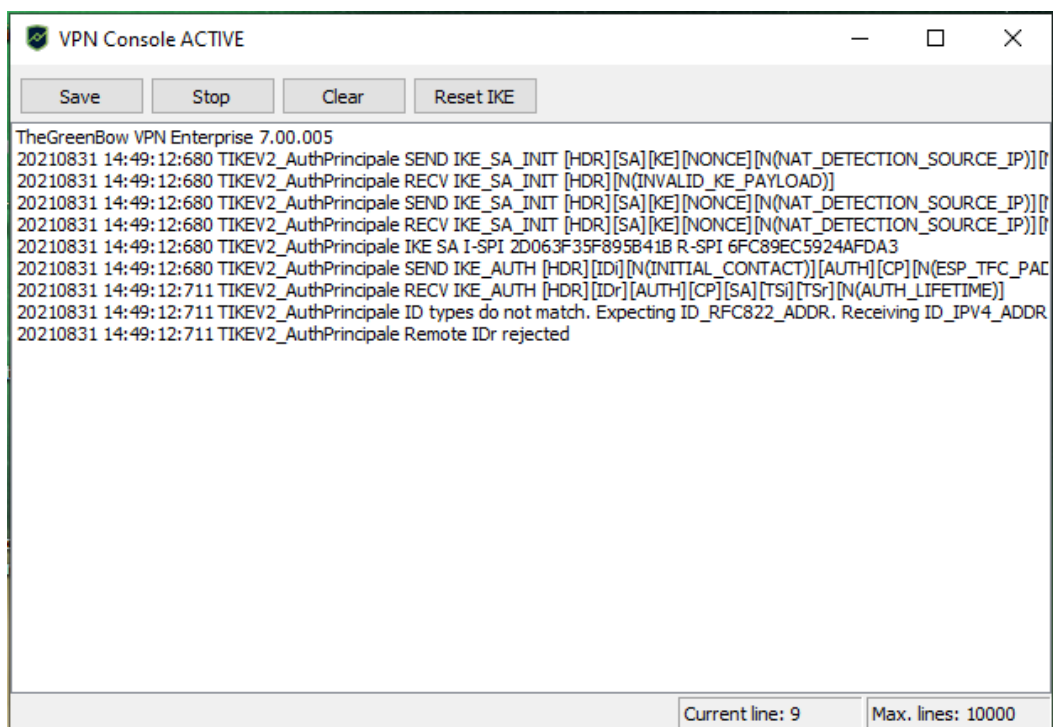 VPN Console ACTIVE
Save Stop Clear Reset IKE
TheGreenBow VPN Enterprise 7.00.005
20210831 14:49:12:680 TIKEV2_AuthPrincipale SEND IKE_SA_INIT [HDR][SA][KE][NONCE][N(NAT_DETECTION_SOURCE_IP)][
20210831 14:49:12:680 TIKEV2_AuthPrincipale RECV IKE_SA_INIT [HDR][N(INVALID_KE_PAYLOAD)]
20210831 14:49:12:680 TIKEV2_AuthPrincipale SEND IKE_SA_INIT [HDR][SA][KE][NONCE][N(NAT_DETECTION_SOURCE_IP)][
20210831 14:49:12:680 TIKEV2_AuthPrincipale RECV IKE_SA_INIT [HDR][SA][KE][NONCE][N(NAT_DETECTION_SOURCE_IP)][
20210831 14:49:12:680 TIKEV2_AuthPrincipale IKE SA I-SPI 2D063F35F895B41B R-SPI 6FC89EC5924AFDA3
20210831 14:49:12:680 TIKEV2_AuthPrincipale SEND IKE_AUTH [HDR][IDi][N(INITIAL_CONTACT)][AUTH][CP][N(ESP_TFC_PAD
20210831 14:49:12:711 TIKEV2_AuthPrincipale RECV IKE_AUTH [HDR][IDr][AUTH][CP][SA][TSi][TSr][N(AUTH_LIFETIME)]
20210831 14:49:12:711 TIKEV2_AuthPrincipale ID types do not match. Expecting ID_RFC822_ADDR. Receiving ID_IPV4_ADDR
20210831 14:49:12:711 TIKEV2_AuthPrincipale Remote IDr rejected
Current line: 9 Max. lines: 10000